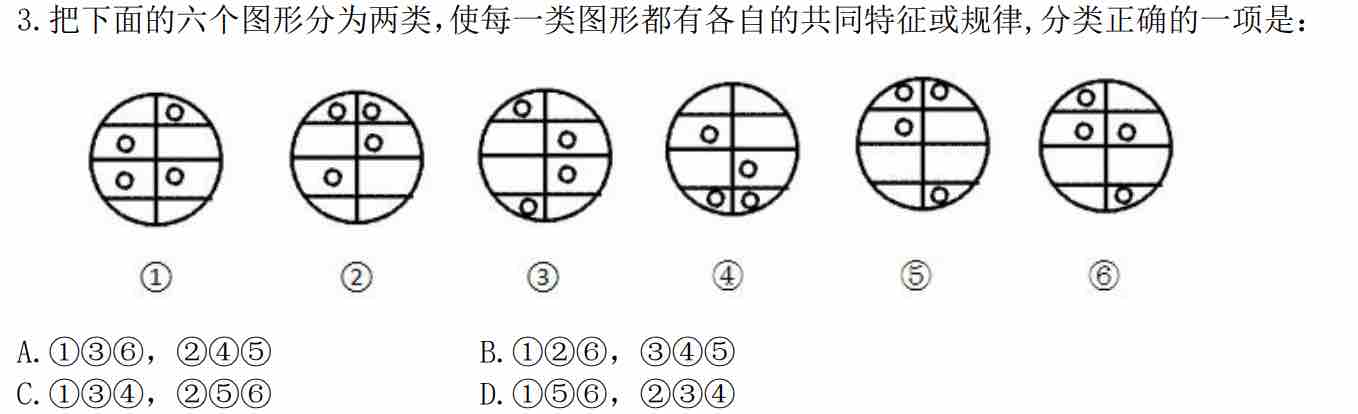 3.把下面的六个图形分为两类,使每一类图形都有各自的共同特征或规律,分类正确的一项是:
① ② ③ ④ ⑤ ⑥
A.①③⑥, ②④⑤ B.①②⑥, ③④⑤
C.①③④, ②⑤⑥ D.①⑤⑥, ②③④